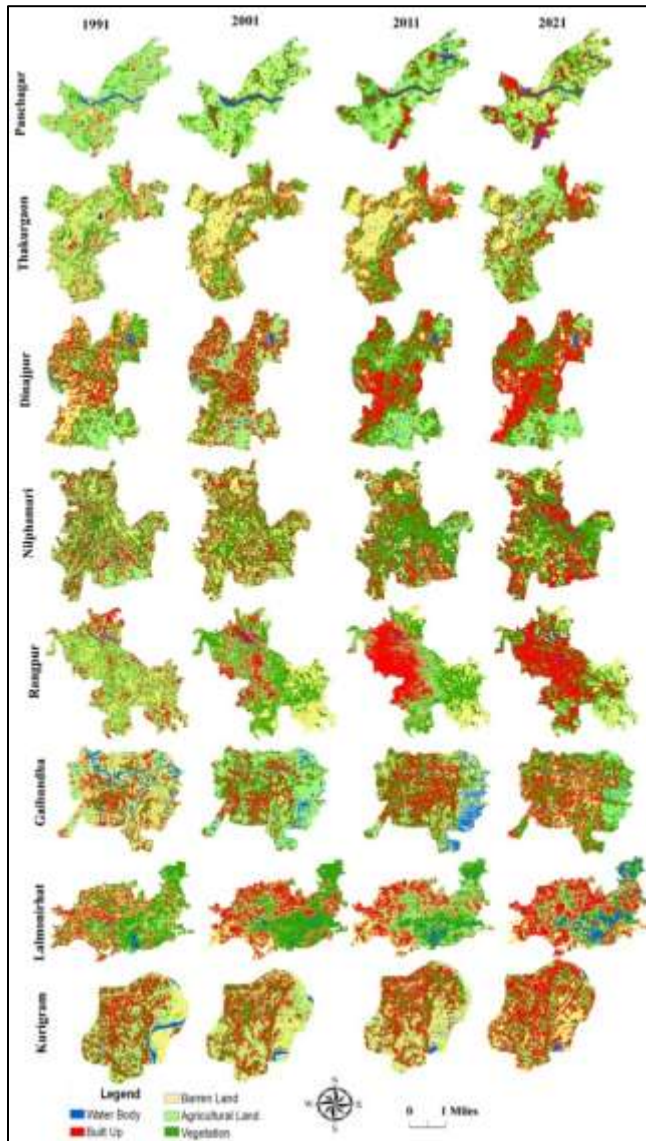 1991 2001 2011 2021
Panchagar
Thakurgaon
Dinajpur
Nilphamari
Rangpur
Gaibandha
Lalmonirhat
Kurigram
Legend
Barren Land
Water Body
Agricultural Land
Built Up
Vegetation
N
W E
S
0 1 Miles